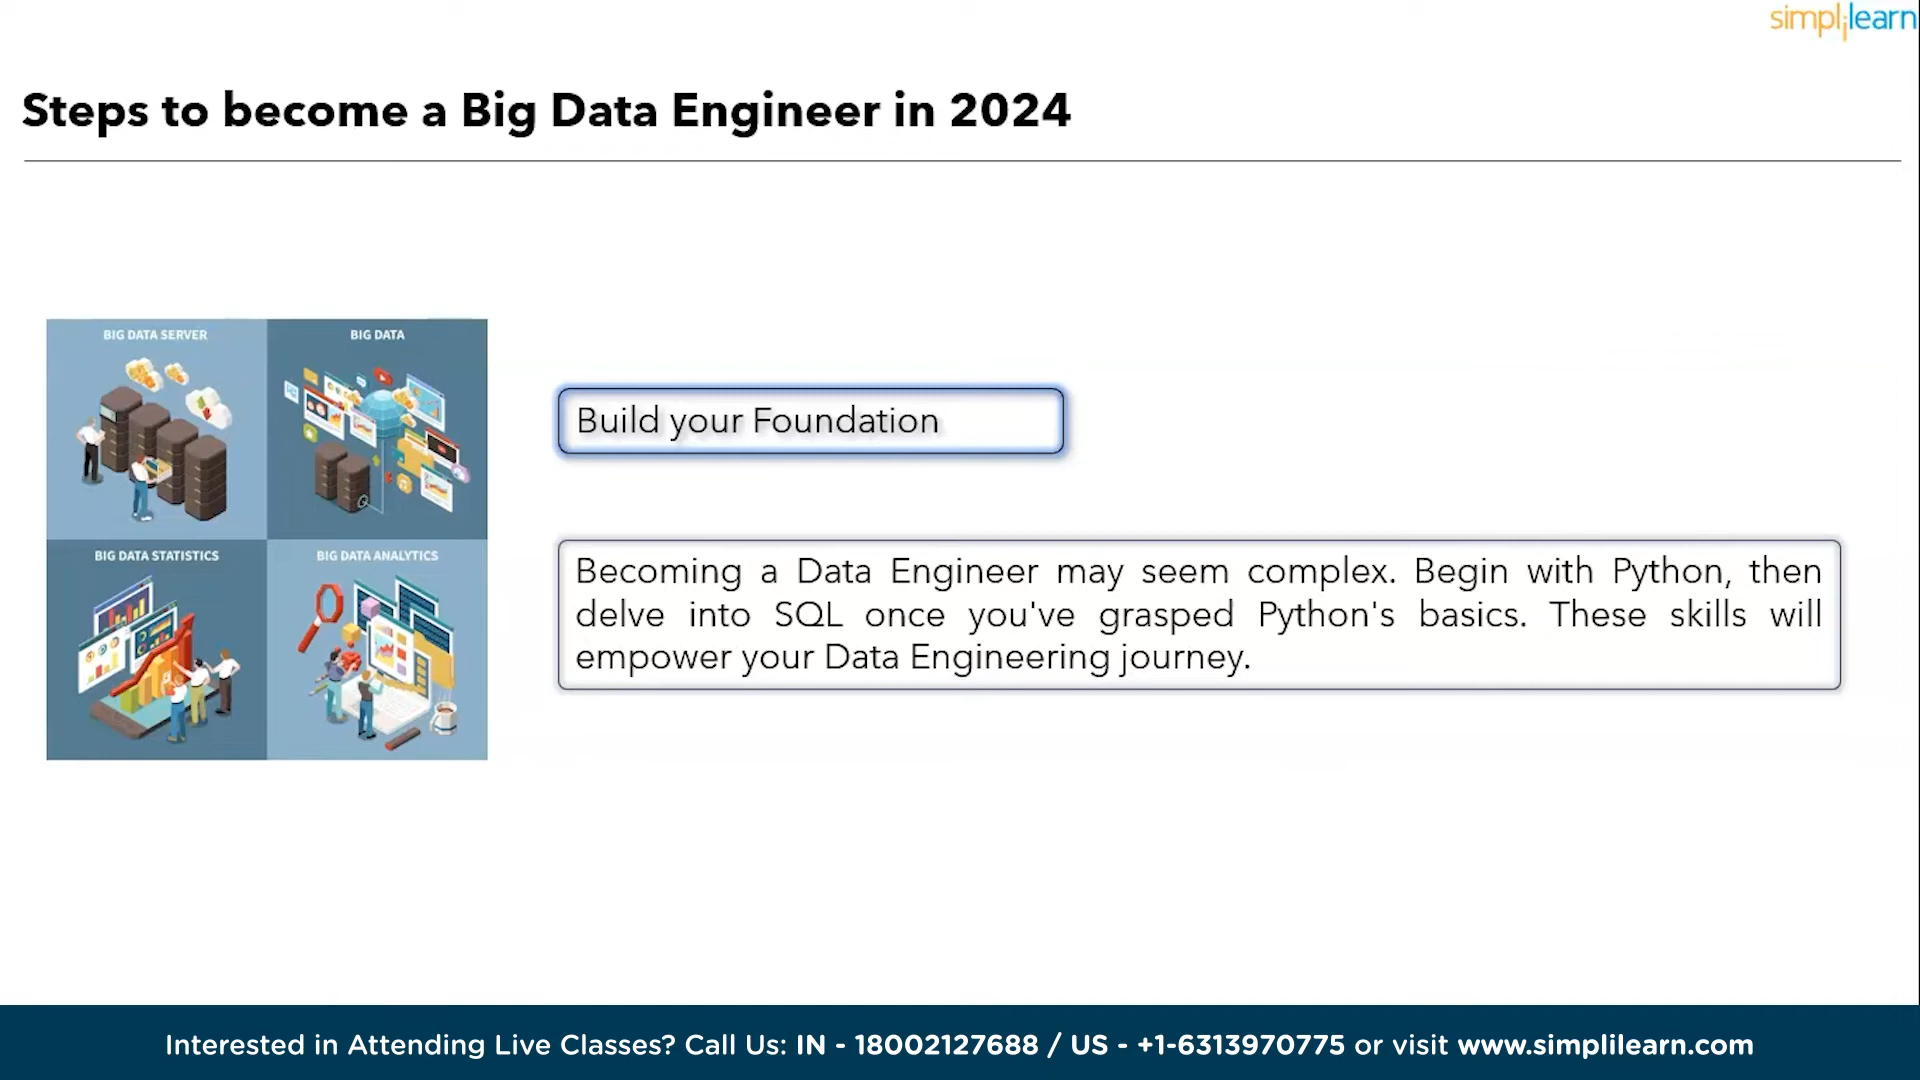 simplilearn
Steps to become a Big Data Engineer in 2024
BIG DATA SERVER
BIG DATA
BIG DATA STATISTICS
BIG DATA ANALYTICS
Build your Foundation
Becoming a Data Engineer may seem complex. Begin with Python, then
delve into SQL once you've grasped Python's basics. These skills will
empower your Data Engineering journey.
Interested in Attending Live Classes? Call Us: IN - 18002127688 / US - +1-6313970775 or visit www.simplilearn.com